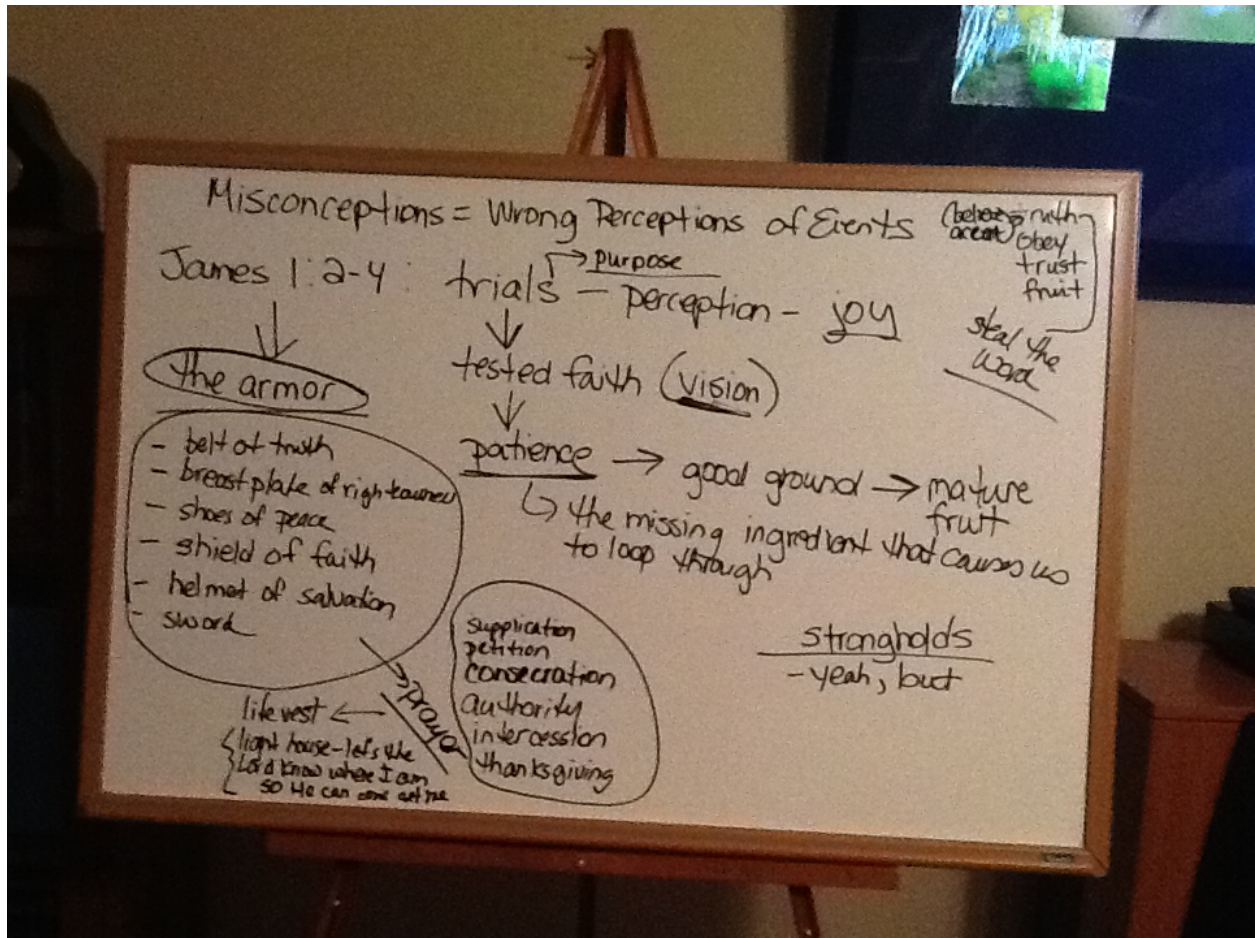 Misconceptions = Wrong Perceptions of Events
truth
obey
trust
fruit
steal the
word
James 1:2-4: trials - perception - joy
purpose
the armor
tested faith (vision)
- belt of truth
- breastplate of
- shoes of peace
- shield of faith
- helmet of salvation
- sword
patience → good ground → mature
fruit
the missing ingredient that causes us
to loop through
supplication
petition
consecration
authority
intercession
thanksgiving
prayer
life vest
light house - lets the
Lord know where I am
so He can come get me
strongholds
- yeah, but